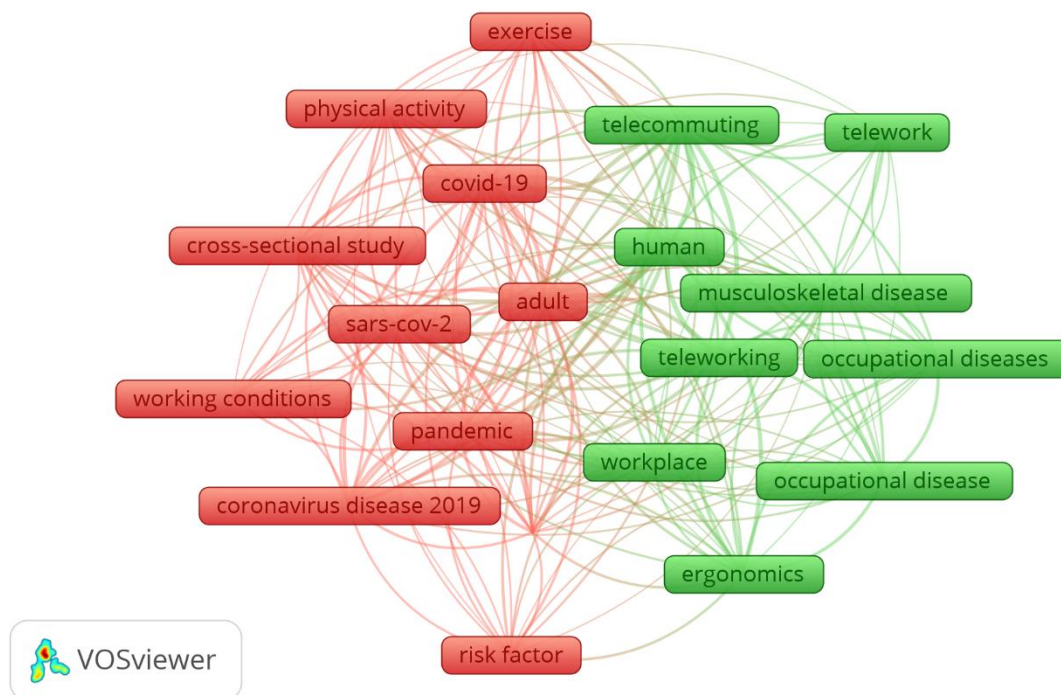 exercise
physical activity
telecommuting
telework
covid-19
cross-sectional study
human
adult
musculoskeletal disease
sars-cov-2
teleworking
occupational diseases
working conditions
pandemic
workplace
occupational disease
coronavirus disease 2019
ergonomics
risk factor
VOSviewer